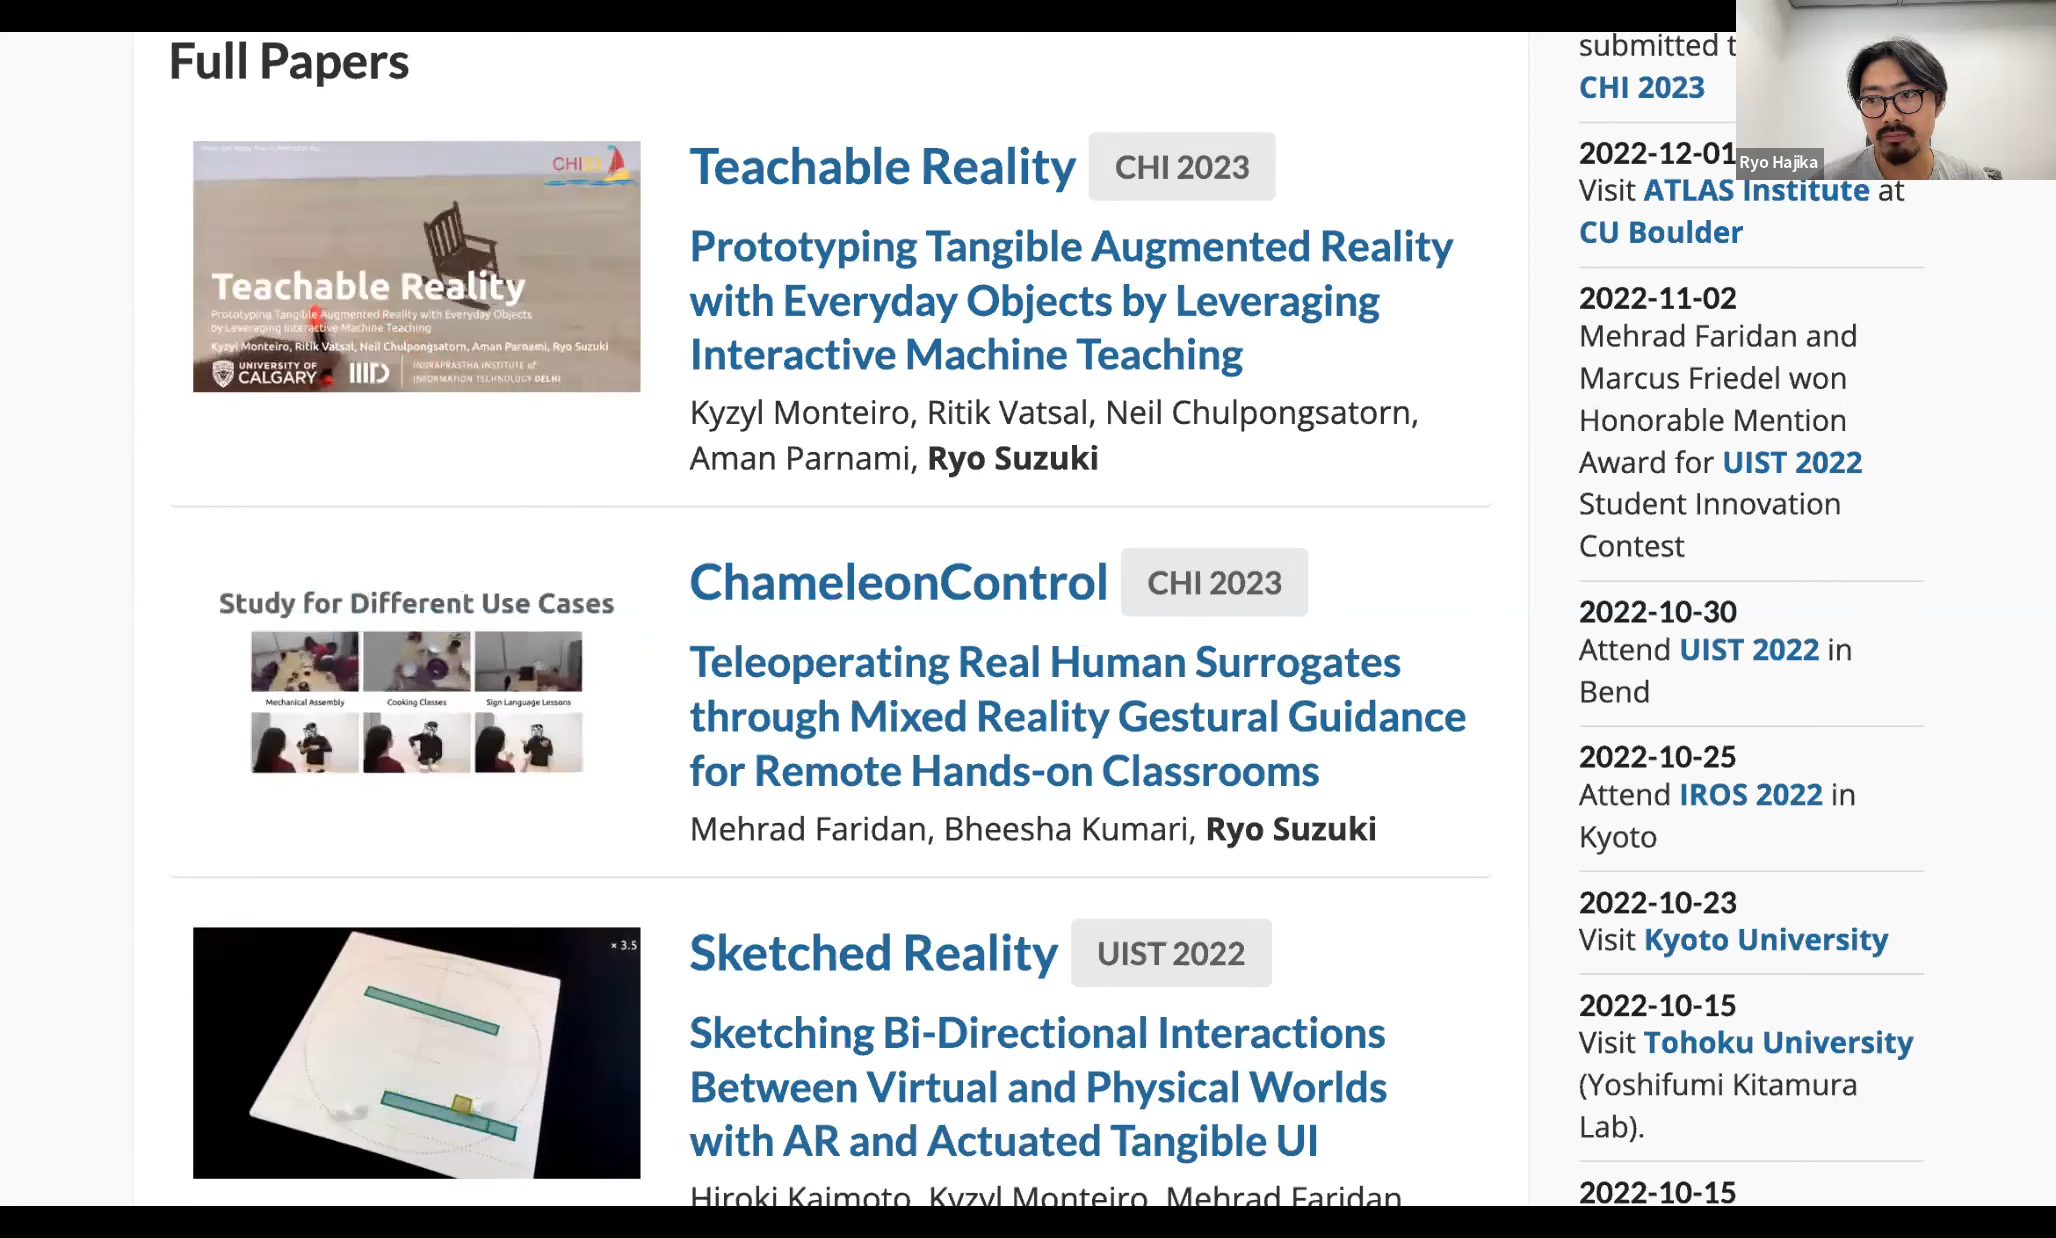 Full Papers
CHI
Teachable Reality
Prototyping Tangible Augmented Reality with Everyday Objects
by Leveraging Interactive Machine Teaching
Kyzyl Monteiro, Ritik Vatsal, Neil Chulpongsatorn, Aman Parnami, Ryo Suzuki
UNIVERSITY OF
CALGARY
IIID
INDRAPRASTHA INSTITUTE of
INFORMATION TECHNOLOGY DELHI
Teachable Reality CHI 2023
Prototyping Tangible Augmented Reality
with Everyday Objects by Leveraging
Interactive Machine Teaching
Kyzyl Monteiro, Ritik Vatsal, Neil Chulpongsatorn,
Aman Parnami, Ryo Suzuki
Study for Different Use Cases
Mechanical Assembly Cooking Classes Sign Language Lessons
ChameleonControl CHI 2023
Teleoperating Real Human Surrogates
through Mixed Reality Gestural Guidance
for Remote Hands-on Classrooms
Mehrad Faridan, Bheesha Kumari, Ryo Suzuki
× 3.5
Sketched Reality UIST 2022
Sketching Bi-Directional Interactions
Between Virtual and Physical Worlds
with AR and Actuated Tangible UI
Hiroki Kaimoto, Kyzyl Monteiro, Mehrad Faridan
submitted t
CHI 2023
2022-12-01
Visit ATLAS Institute at
CU Boulder
2022-11-02
Mehrad Faridan and
Marcus Friedel won
Honorable Mention
Award for UIST 2022
Student Innovation
Contest
2022-10-30
Attend UIST 2022 in
Bend
2022-10-25
Attend IROS 2022 in
Kyoto
2022-10-23
Visit Kyoto University
2022-10-15
Visit Tohoku University
(Yoshifumi Kitamura
Lab).
2022-10-15
Ryo Hajika